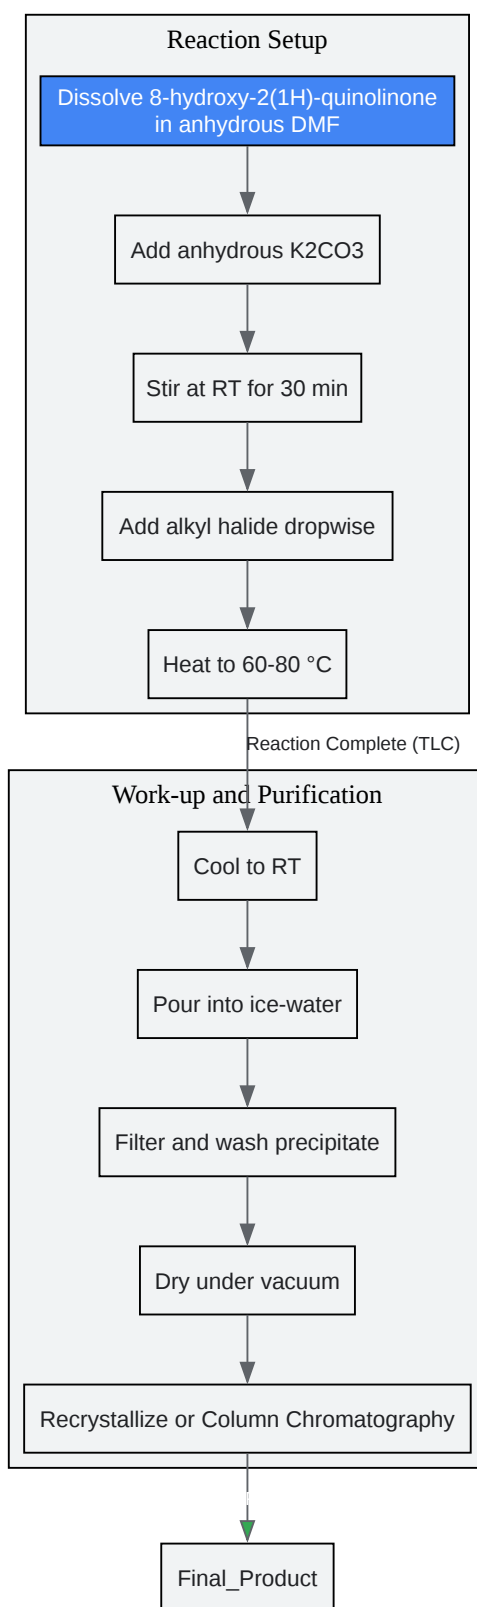 Reaction Setup
Dissolve 8-hydroxy-2(1H)-quinolinone
in anhydrous DMF
Add anhydrous K2CO3
Stir at RT for 30 min
Add alkyl halide dropwise
Heat to 60-80 °C
Reaction Complete (TLC)
Work-up and Purification
Cool to RT
Pour into ice-water
Filter and wash precipitate
Dry under vacuum
Recrystallize or Column Chromatography
Final_Product